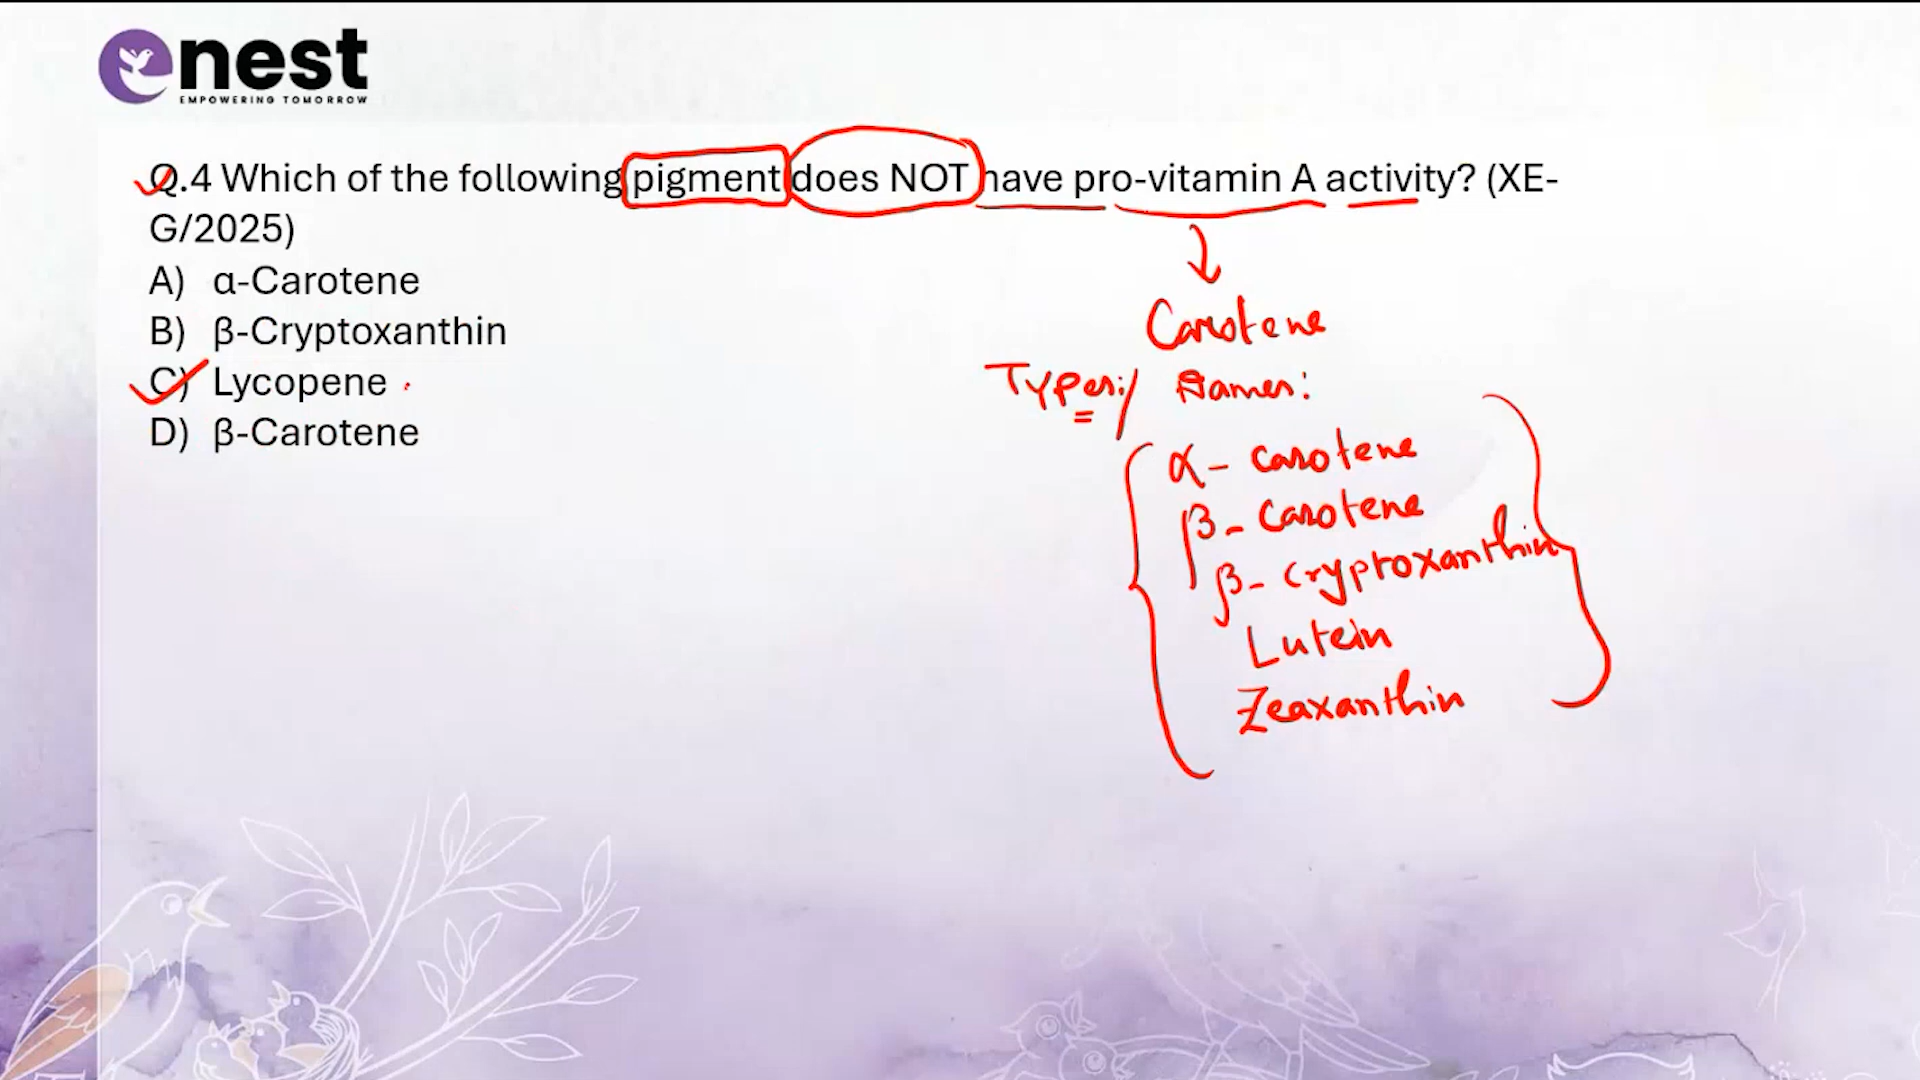 enest
EMPOWERING TOMORROW
Q.4 Which of the following pigment does NOT have pro-vitamin A activity? (XE-
G/2025)
A) α-Carotene
B) β-Cryptoxanthin
C) Lycopene
D) β-Carotene
Carotene
Types:/ Names:
α- Carotene
β- Carotene
β- Cryptoxanthin
Lutein
Zeaxanthin